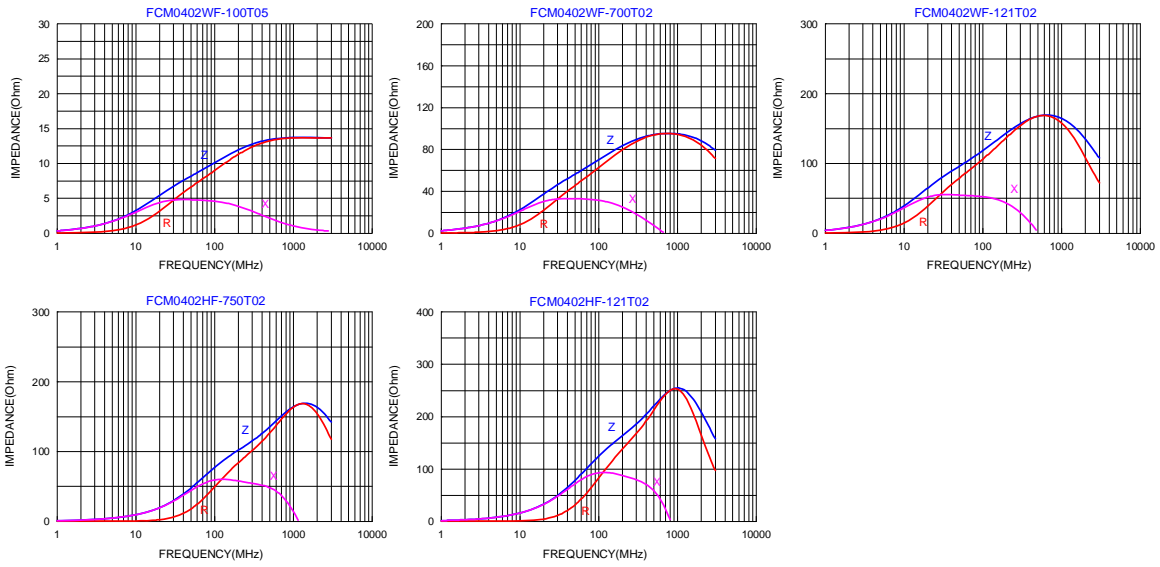 FCM0402WF-100T05
30
25
20
15
10
5
0
IMPEDANCE(Ohm)
Z
R
X
1
10
100
1000
10000
FREQUENCY(MHz)
FCM0402WF-700T02
200
160
120
80
40
0
IMPEDANCE(Ohm)
Z
R
X
1
10
100
1000
10000
FREQUENCY(MHz)
FCM0402WF-121T02
300
200
100
0
IMPEDANCE(Ohm)
Z
R
X
1
10
100
1000
10000
FREQUENCY(MHz)
FCM0402HF-750T02
300
200
100
0
IMPEDANCE(Ohm)
Z
R
X
1
10
100
1000
10000
FREQUENCY(MHz)
FCM0402HF-121T02
400
300
200
100
0
IMPEDANCE(Ohm)
Z
R
X
1
10
100
1000
10000
FREQUENCY(MHz)